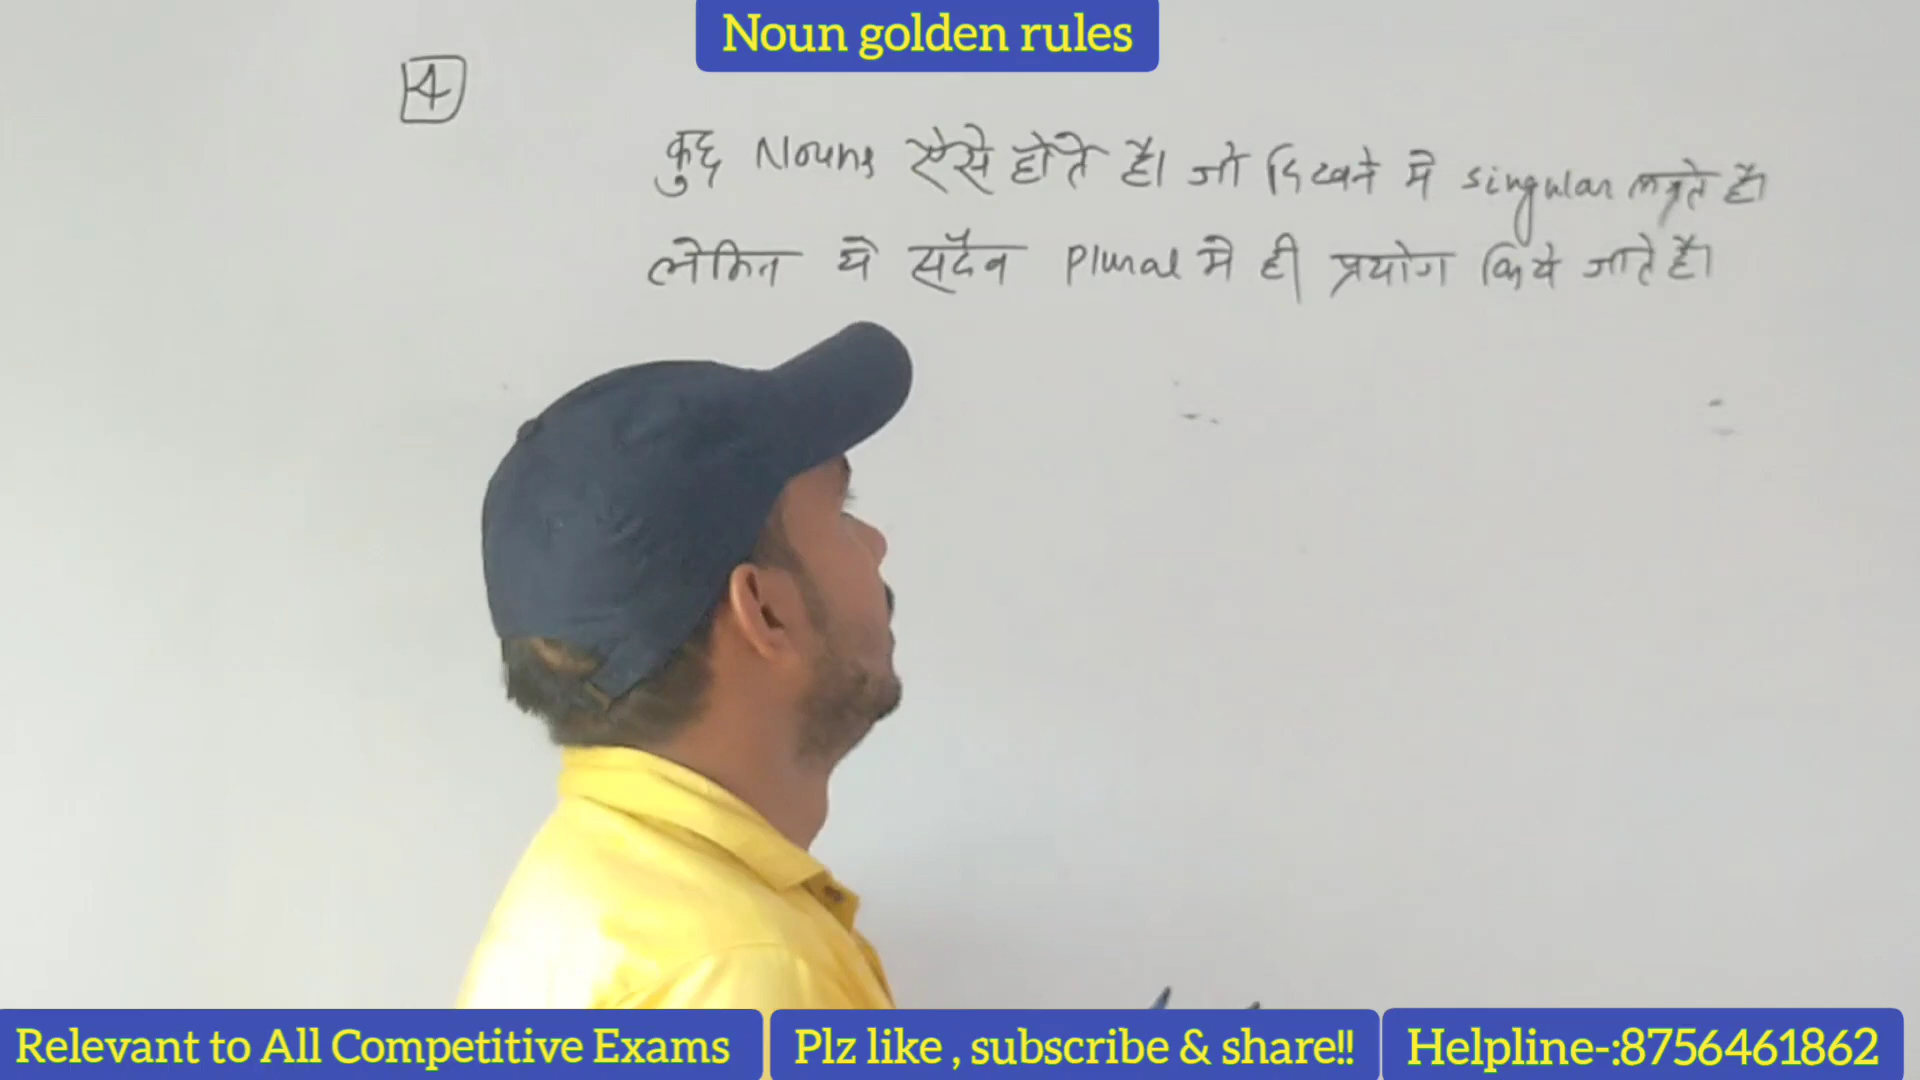 Noun golden rules
4
कुछ Nouns ऐसे होते है। जो दिखने मे singular लगते है।
लेकिन ये सदैव Plural मे ही प्रयोग किये जाते है।
Relevant to All Competitive Exams
Plz like , subscribe & share!!
Helpline-:8756461862